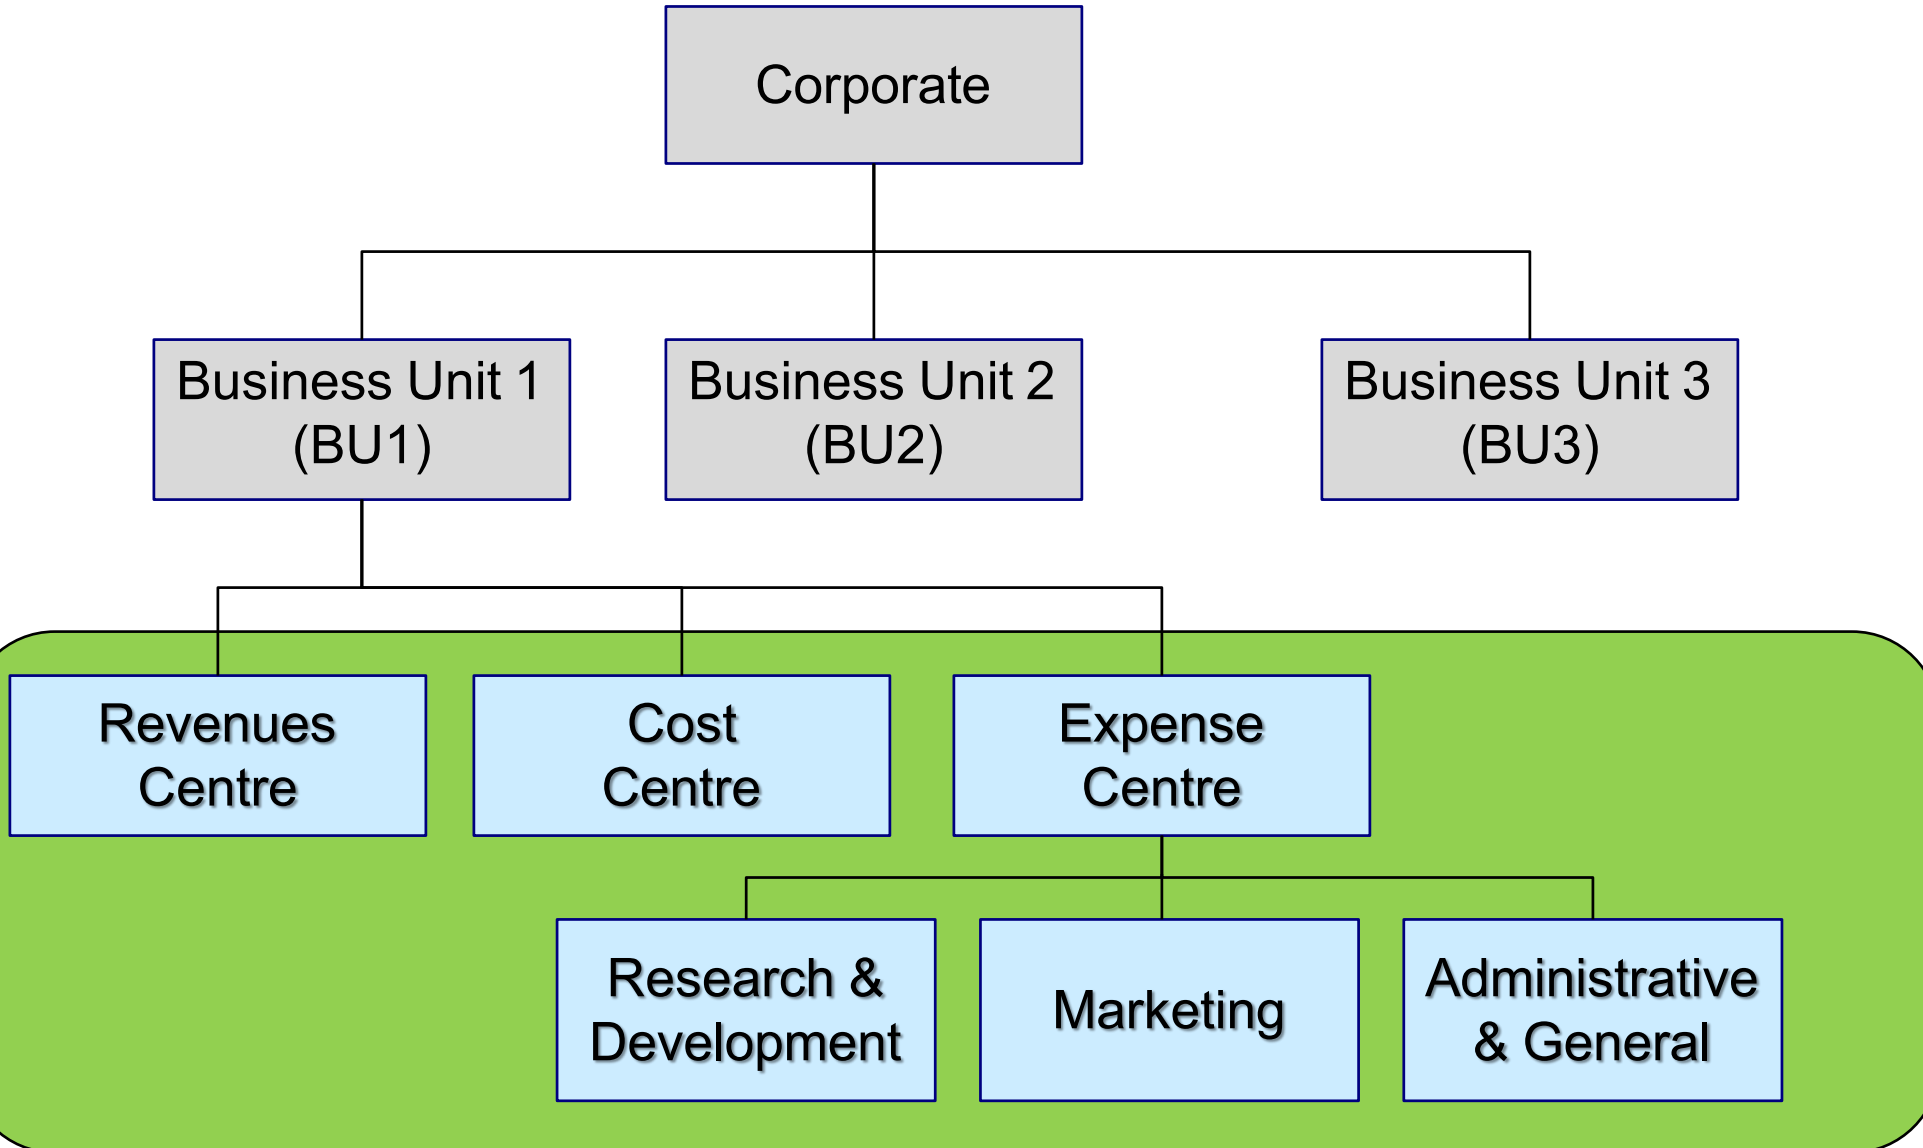 Corporate
Business Unit 1
(BU1)
Business Unit 2
(BU2)
Business Unit 3
(BU3)
Revenues
Centre
Cost
Centre
Expense
Centre
Research &
Development
Marketing
Administrative
& General